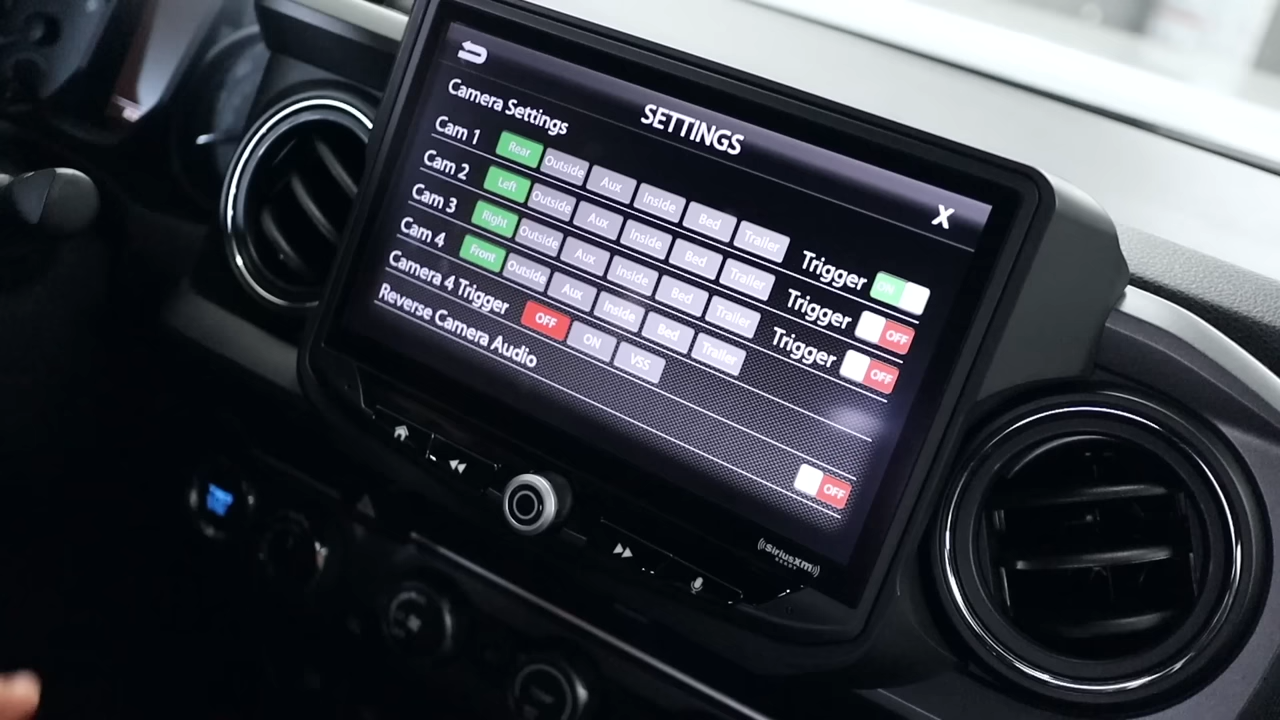 SETTINGS
X
Camera Settings
Cam 1 Rear Outside Aux Inside Bed Trailer Trigger ON
Cam 2 Left Outside Aux Inside Bed Trailer Trigger OFF
Cam 3 Right Outside Aux Inside Bed Trailer Trigger OFF
Cam 4 Front Outside Aux Inside Bed Trailer
Camera 4 Trigger OFF ON VSS
Reverse Camera Audio OFF
SiriusXM
READY